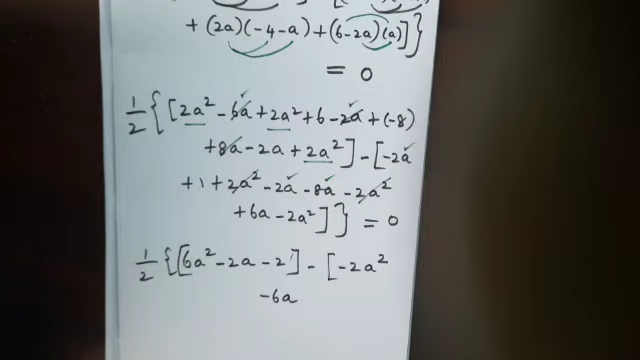 + (2a)(-4-a)+(6-2a)(a)]}
= 0
1/2 {[2a² - 6a + 2a² + 6 - 2a + (-8)
+ 8a - 2a + 2a²] - [-2a
+ 1 + 2a² - 2a - 8a - 2a²
+ 6a - 2a²]} = 0
1/2 {[6a² - 2a - 2] - [-2a²
- 6a